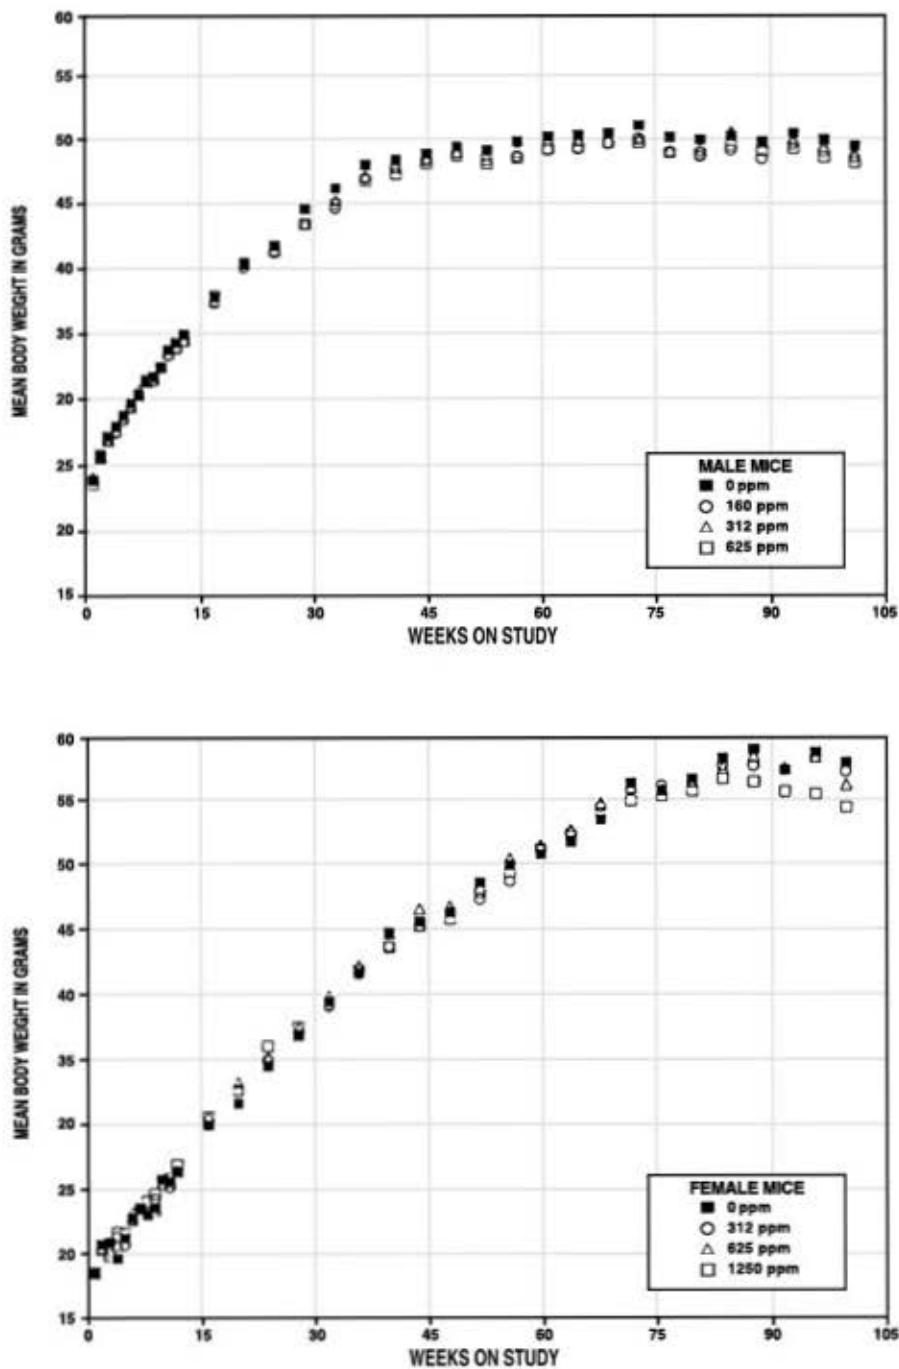 60
55
50
45
40
35
20
25
20
15
MEAN BODY WEIGHT IN GRAMS
MALE MICE
0 ppm
160 ppm
312 ppm
625 ppm
0 15 30 45 60 75 90 105
WEEKS ON STUDY
60
55
50
45
40
35
20
25
20
15
MEAN BODY WEIGHT IN GRAMS
FEMALE MICE
0 ppm
312 ppm
625 ppm
1250 ppm
0 15 30 45 60 75 90 105
WEEKS ON STUDY